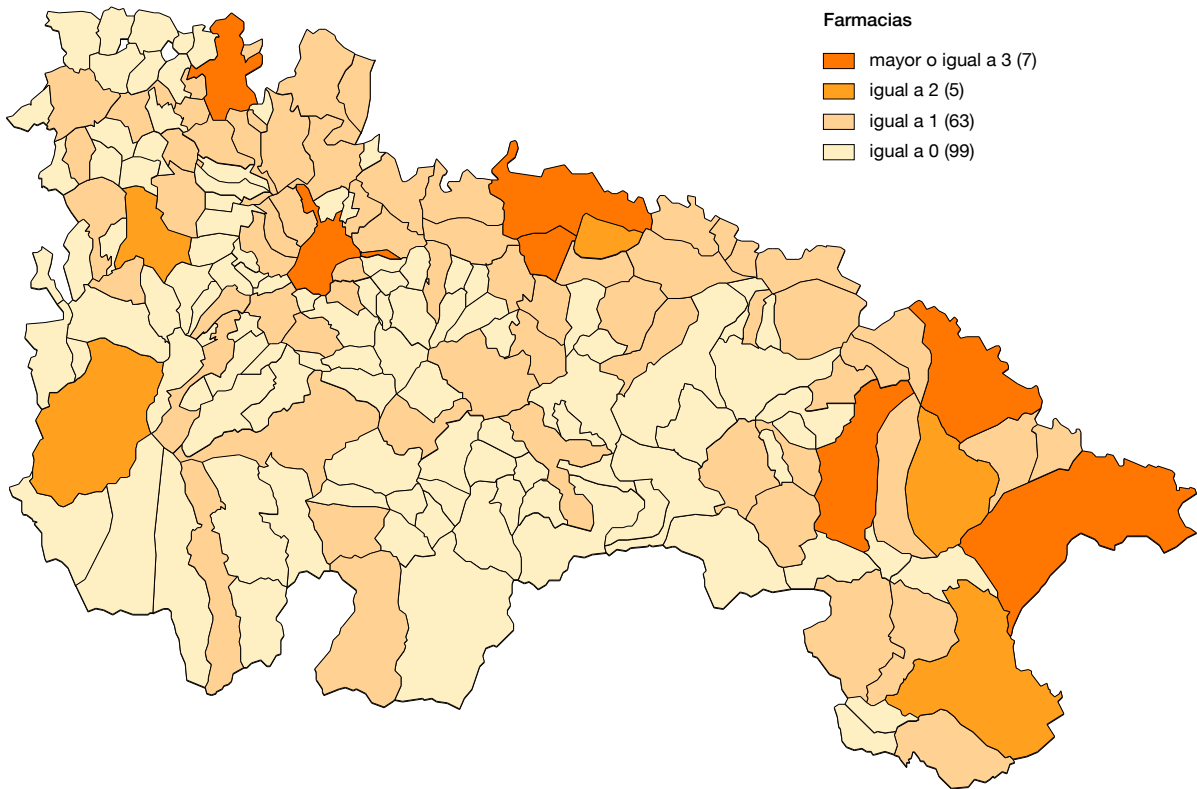 Farmacias
mayor o igual a 3 (7)
igual a 2 (5)
igual a 1 (63)
igual a 0 (99)